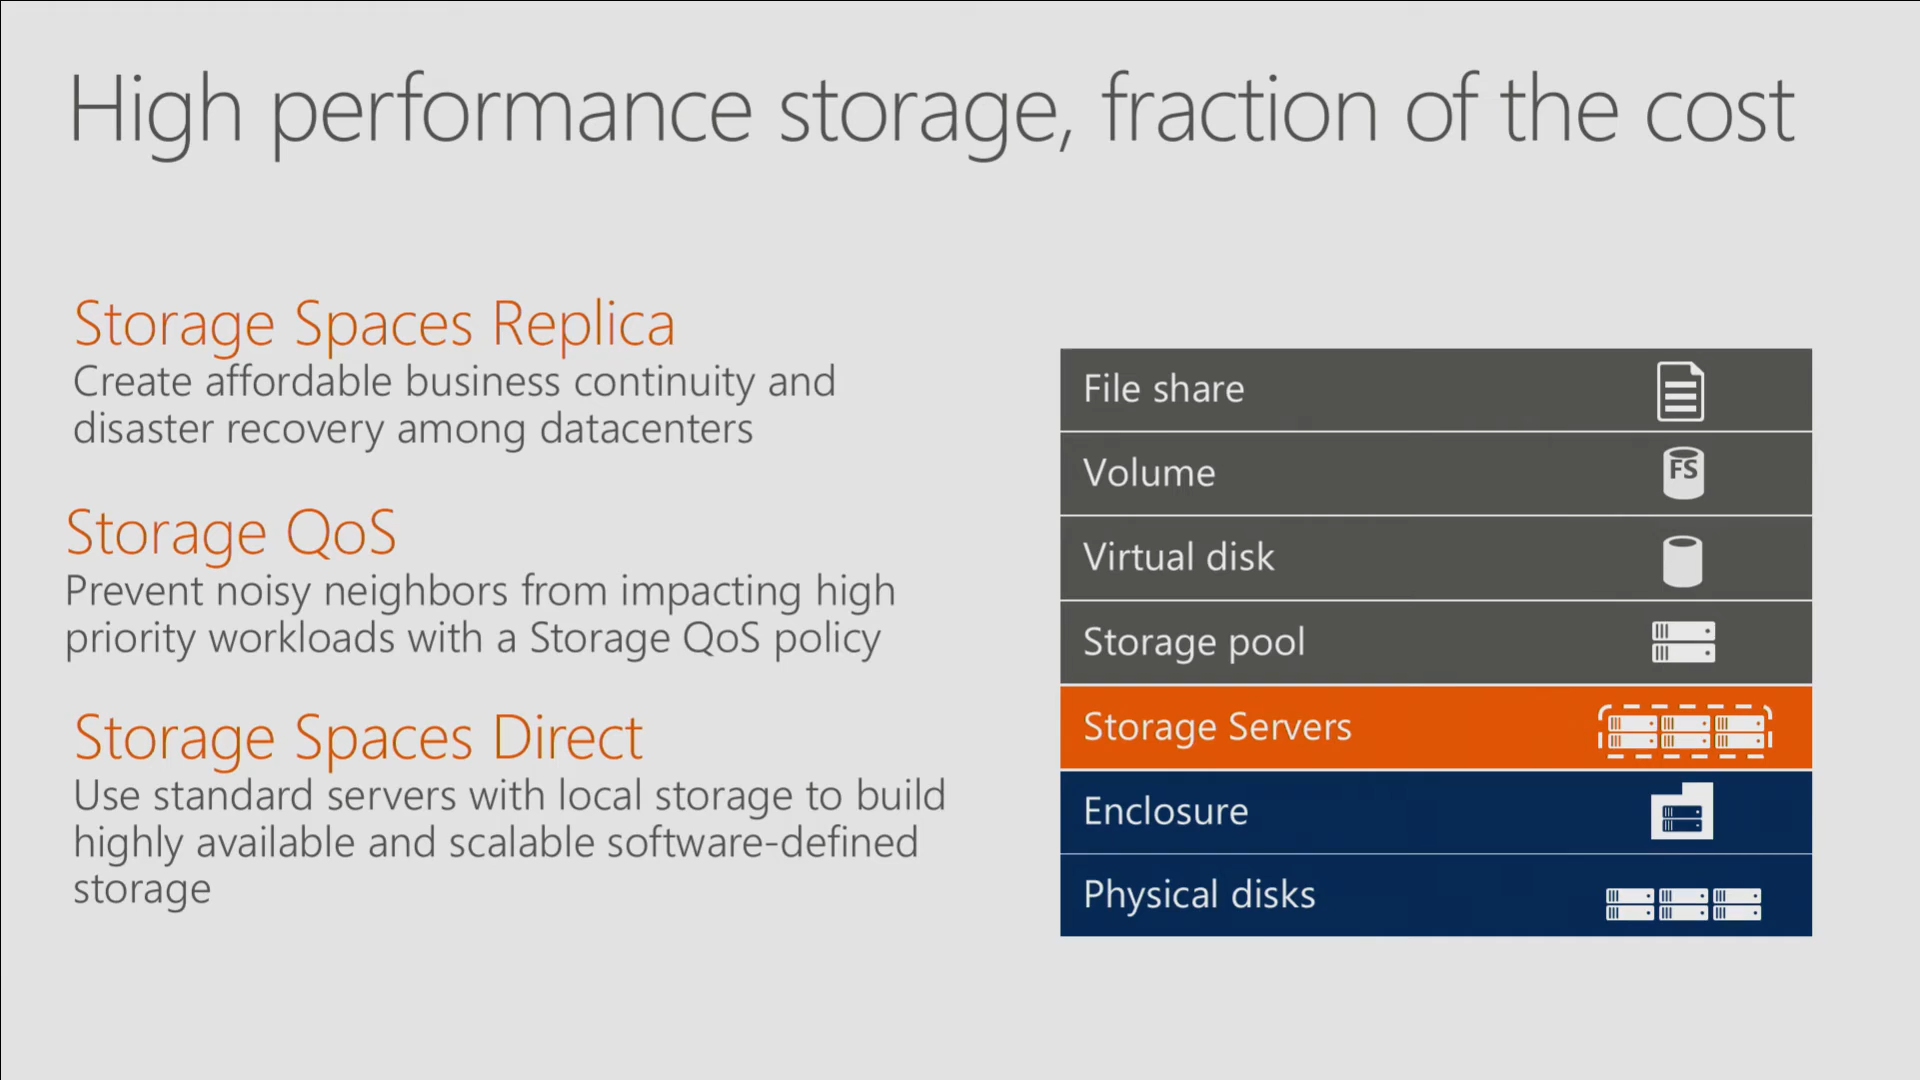 High performance storage, fraction of the cost
Storage Spaces Replica
Create affordable business continuity and
disaster recovery among datacenters
Storage QoS
Prevent noisy neighbors from impacting high
priority workloads with a Storage QoS policy
Storage Spaces Direct
Use standard servers with local storage to build
highly available and scalable software-defined
storage
File share
Volume
FS
Virtual disk
Storage pool
Storage Servers
Enclosure
Physical disks